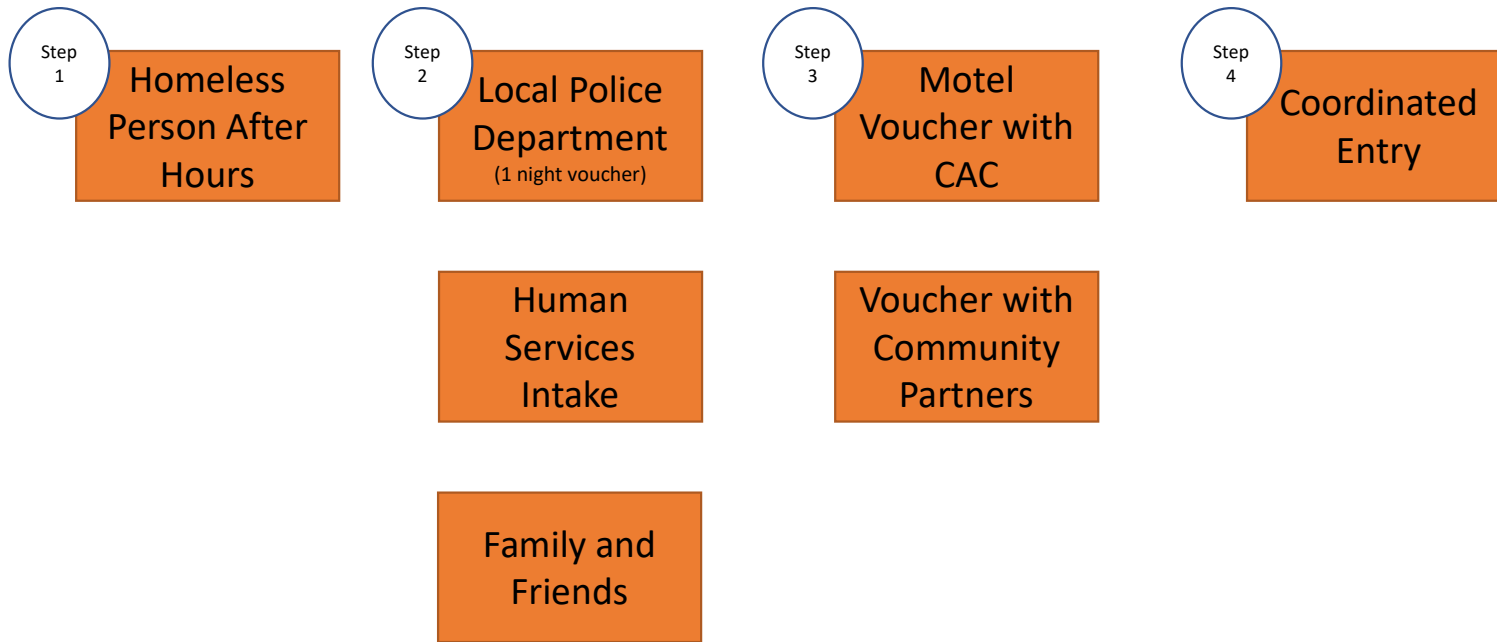 Step
1
Homeless
Person After
Hours
Step
2
Local Police
Department
(1 night voucher)
Human
Services
Intake
Family and
Friends
Step
3
Motel
Voucher with
CAC
Voucher with
Community
Partners
Step
4
Coordinated
Entry